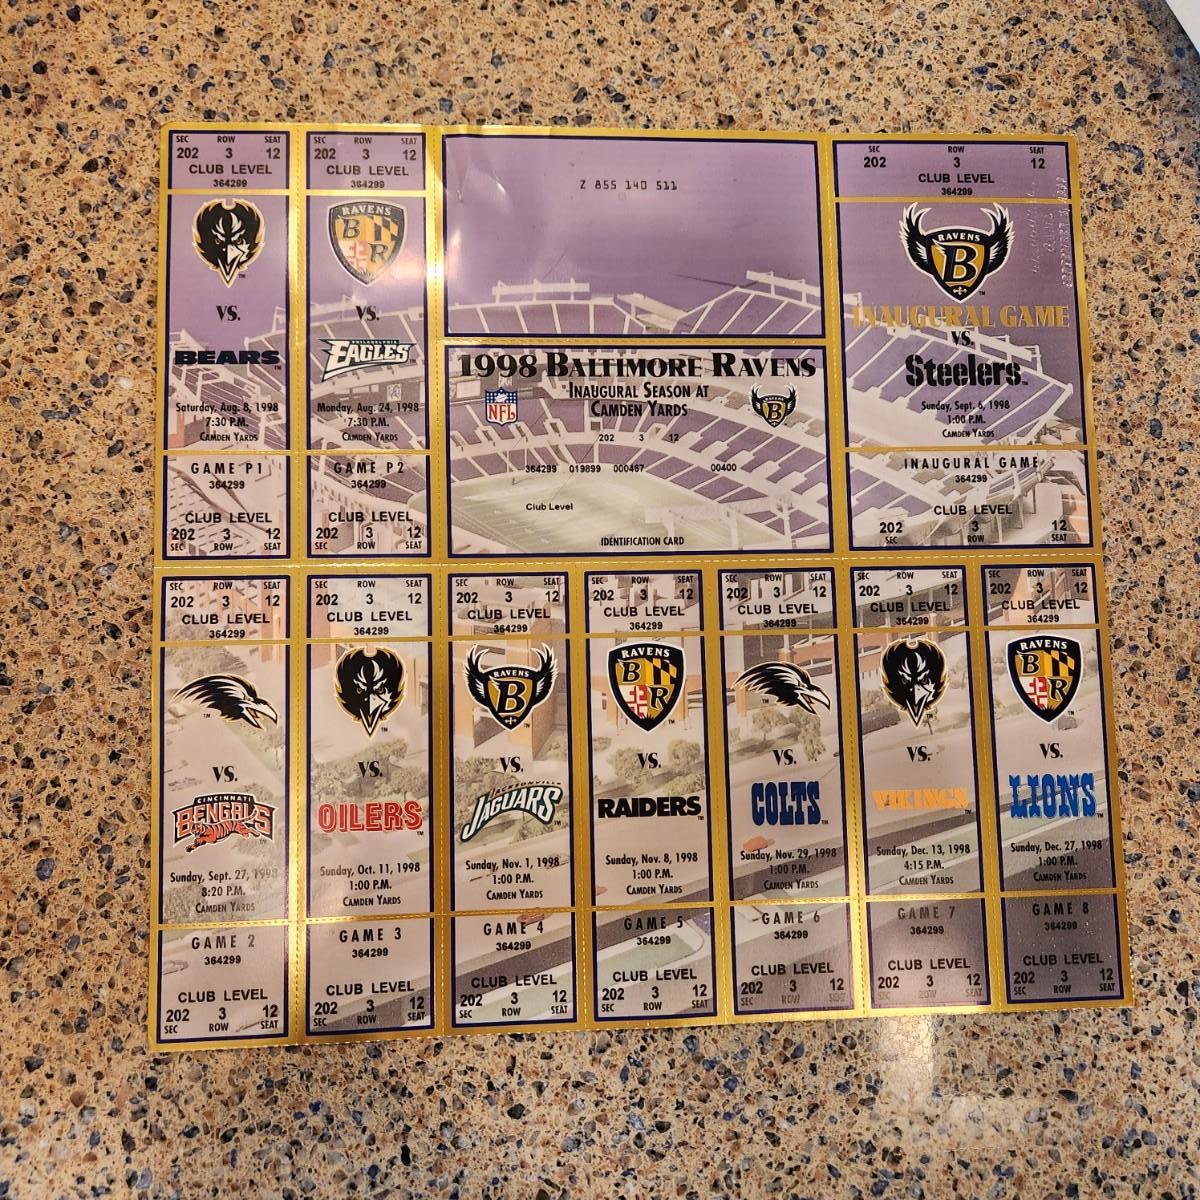 SEC ROW SEAT
202 3 12
CLUB LEVEL
364299
VS.
BEARS
Saturday, Aug. 8, 1998
7:30 P.M.
CAMDEN YARDS
GAME P1
364299
CLUB LEVEL
202 3 12
SEC ROW SEAT
SEC ROW SEAT
202 3 12
CLUB LEVEL
364299
RAVENS
B R
VS.
PHILADELPHIA
EAGLES
Monday, Aug. 24, 1998
7:30 P.M.
CAMDEN YARDS
GAME P2
364299
CLUB LEVEL
202 3 12
SEC ROW SEAT
Z 855 140 511
1998 BALTIMORE RAVENS
INAUGURAL SEASON AT
CAMDEN YARDS
NFL
B
202 3 12
364299 019899 000467 00400
Club Level
IDENTIFICATION CARD
SEC ROW SEAT
202 3 12
CLUB LEVEL
364299
RAVENS
B
INAUGURAL GAME
VS.
Steelers
Sunday, Sept. 6, 1998
1:00 P.M.
CAMDEN YARDS
INAUGURAL GAME
364299
CLUB LEVEL
202 3 12
SEC ROW SEAT
SEC ROW SEAT
202 3 12
CLUB LEVEL
364299
VS.
CINCINNATI
BENGALS
Sunday, Sept. 27, 1998
8:20 P.M.
CAMDEN YARDS
GAME 2
364299
CLUB LEVEL
202 3 12
SEC ROW SEAT
SEC ROW SEAT
202 3 12
CLUB LEVEL
364299
VS.
OILERS
Sunday, Oct. 11, 1998
1:00 P.M.
CAMDEN YARDS
GAME 3
364299
CLUB LEVEL
202 3 12
SEC ROW SEAT
SEC ROW SEAT
202 3 12
CLUB LEVEL
364299
RAVENS
B
VS.
JACKSONVILLE
JAGUARS
Sunday, Nov. 1, 1998
1:00 P.M.
CAMDEN YARDS
GAME 4
364299
CLUB LEVEL
202 3 12
SEC ROW SEAT
SEC ROW SEAT
202 3 12
CLUB LEVEL
364299
RAVENS
B R
VS.
RAIDERS
Sunday, Nov. 8, 1998
1:00 P.M.
CAMDEN YARDS
GAME 5
364299
CLUB LEVEL
202 3 12
SEC ROW SEAT
SEC ROW SEAT
202 3 12
CLUB LEVEL
364299
VS.
COLTS
Sunday, Nov. 29, 1998
1:00 P.M.
CAMDEN YARDS
GAME 6
364299
CLUB LEVEL
202 3 12
SEC ROW SEAT
SEC ROW SEAT
202 3 12
CLUB LEVEL
364299
VS.
VIKINGS
Sunday, Dec. 13, 1998
4:15 P.M.
CAMDEN YARDS
GAME 7
364299
CLUB LEVEL
202 3 12
SEC ROW SEAT
SEC ROW SEAT
202 3 12
CLUB LEVEL
364299
RAVENS
B R
VS.
LIONS
Sunday, Dec. 27, 1998
1:00 P.M.
CAMDEN YARDS
GAME 8
364299
CLUB LEVEL
202 3 12
SEC ROW SEAT